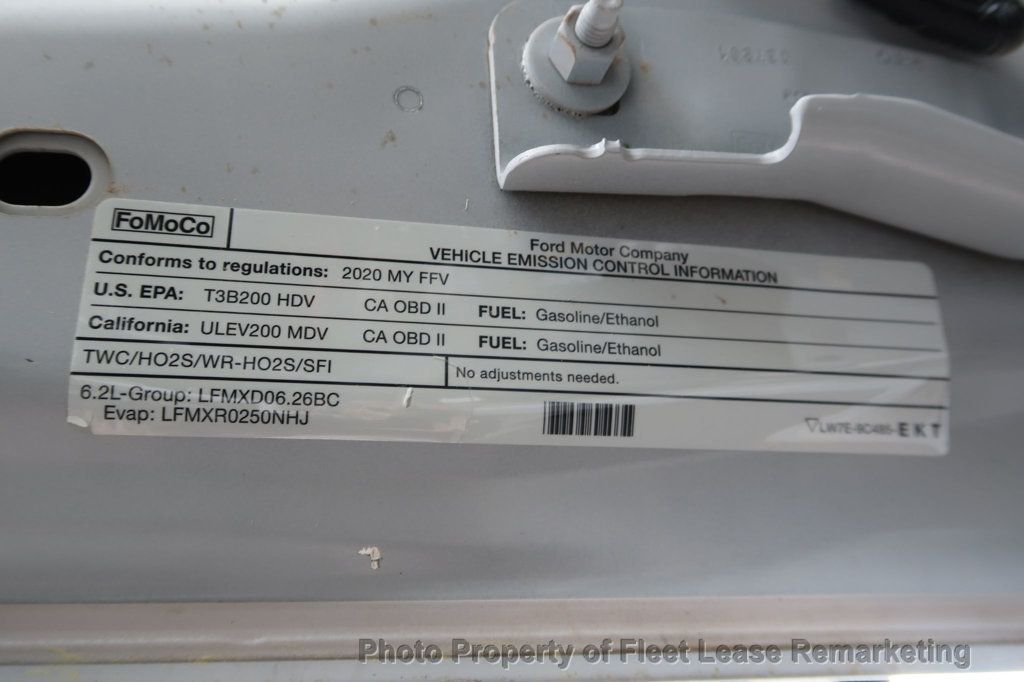 FoMoCo
Ford Motor Company
VEHICLE EMISSION CONTROL INFORMATION
Conforms to regulations: 2020 MY FFV
U.S. EPA: T3B200 HDV CA OBD II FUEL: Gasoline/Ethanol
California: ULEV200 MDV CA OBD II FUEL: Gasoline/Ethanol
TWC/HO2S/WR-HO2S/SFI No adjustments needed.
6.2L-Group: LFMXD06.26BC
Evap: LFMXR0250NHJ
LW7E-9C485-EKT
Photo Property of Fleet Lease Remarketing